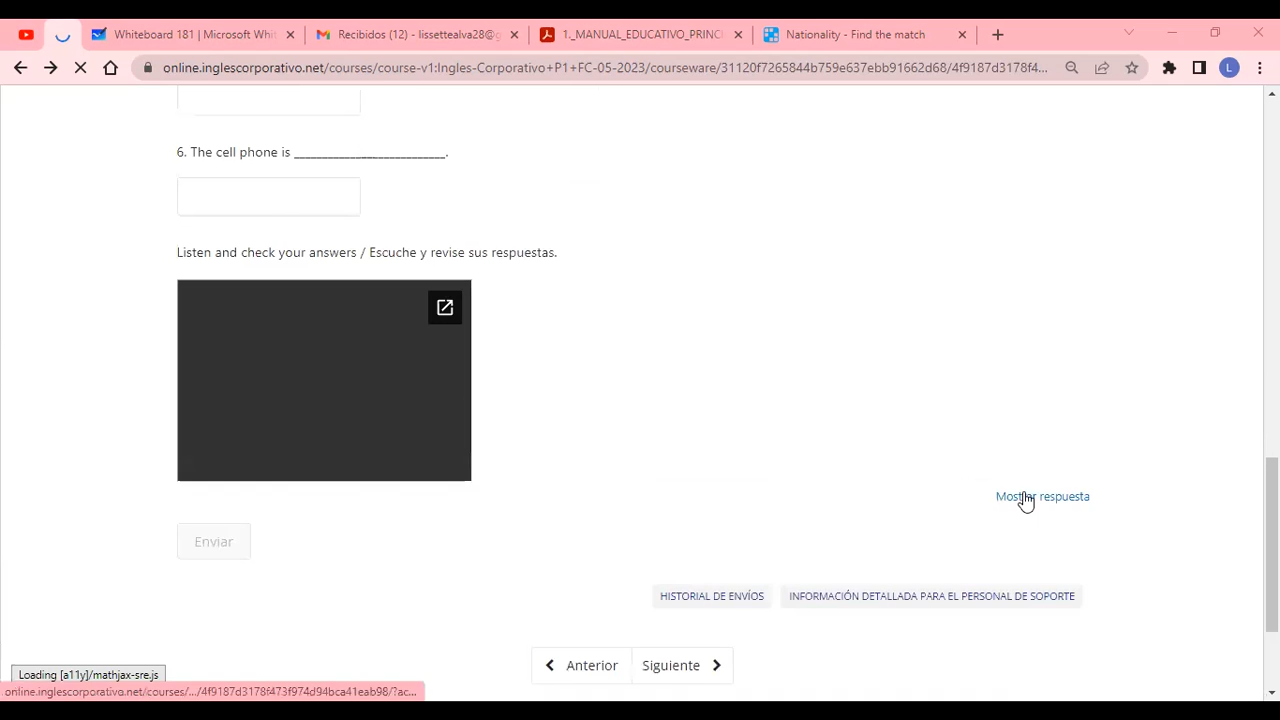 Whiteboard 181 | Microsoft Whit
Recibidos (12) - lissettealva28@g
1._MANUAL_EDUCATIVO_PRINCI
Nationality - Find the match
online.inglescorporativo.net/courses/course-v1:Ingles-Corporativo+P1+FC-05-2023/courseware/31120f7265844b759e637ebb91662d68/4f9187d3178f4...
L
6. The cell phone is __________________________.
Listen and check your answers / Escuche y revise sus respuestas.
Mostrar respuesta
Enviar
HISTORIAL DE ENVÍOS
INFORMACIÓN DETALLADA PARA EL PERSONAL DE SOPORTE
Anterior
Siguiente
Loading [a11y]/mathjax-sre.js
online.inglescorporativo.net/courses/.../4f9187d3178f473f974d94bca41eab98/?ac...